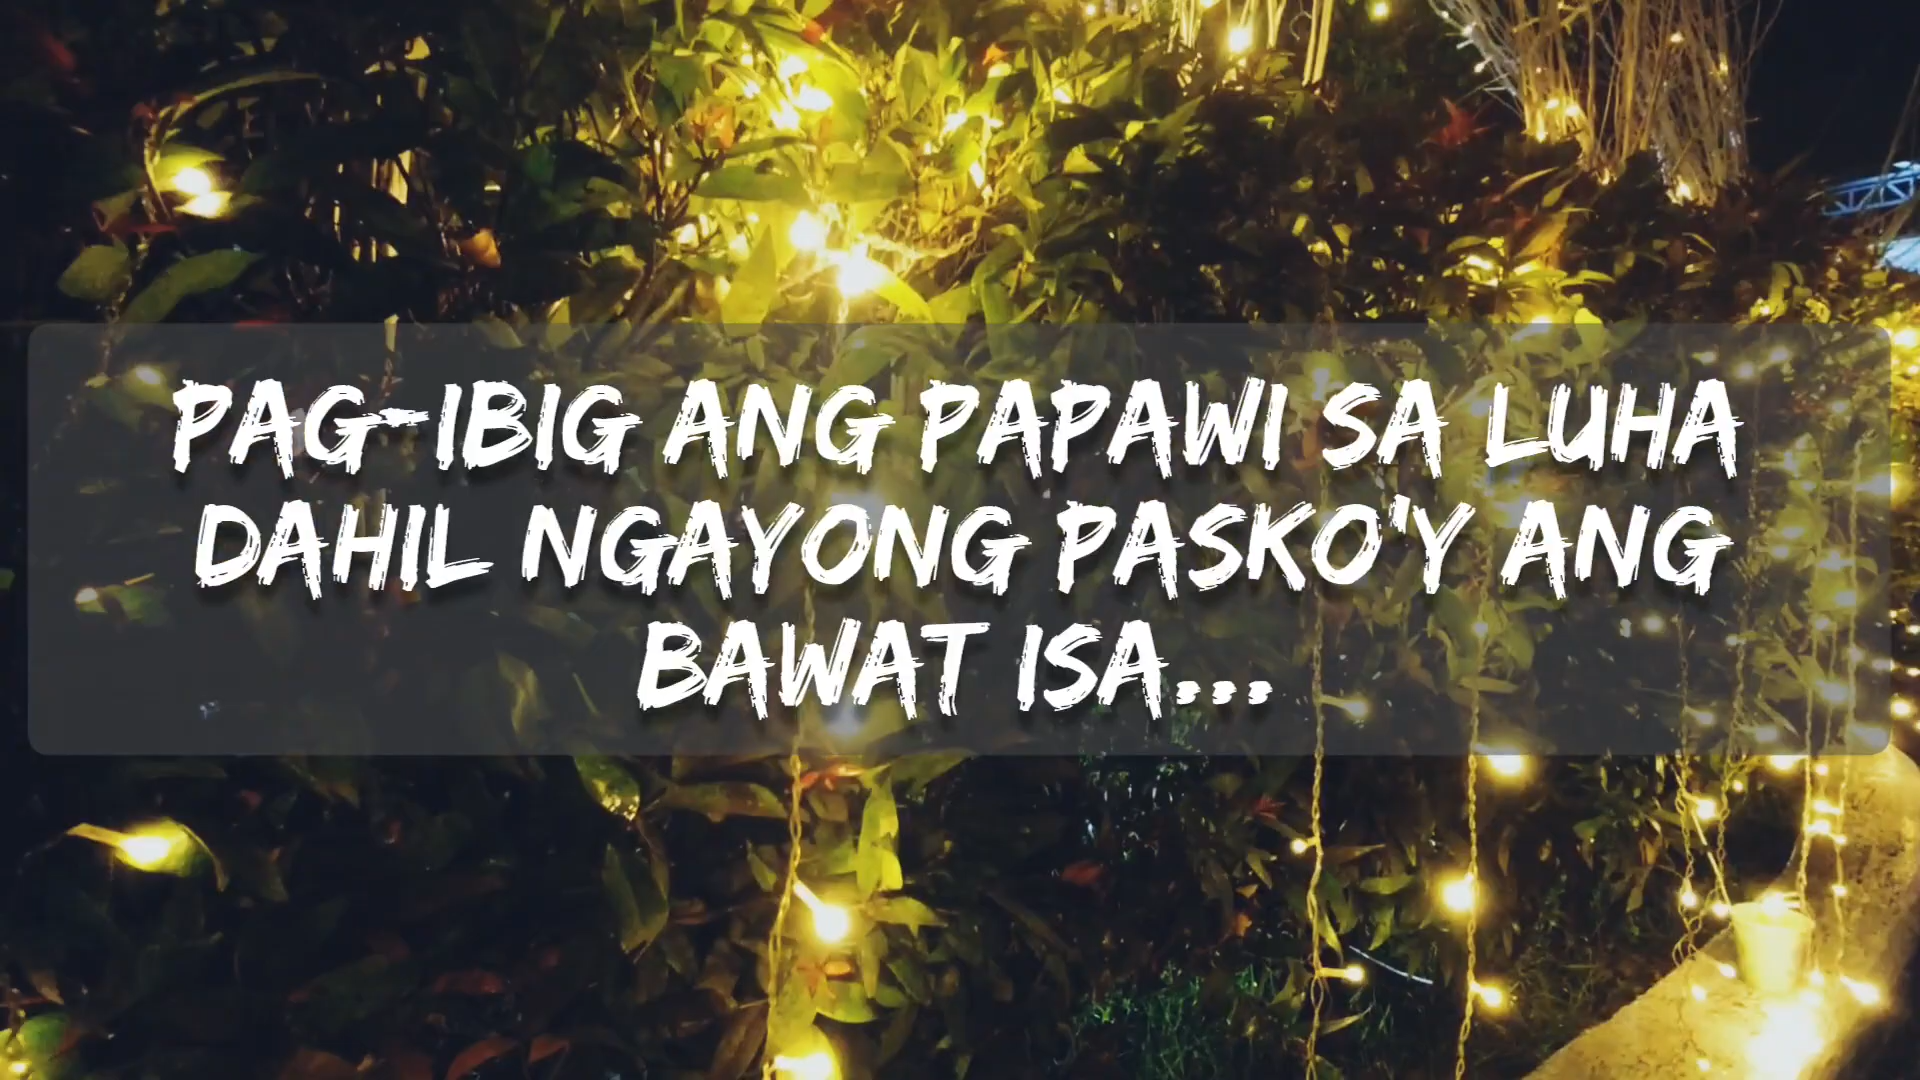 PAG-IBIG ANG PAPAWI SA LUHA
DAHIL NGAYONG PASKO'Y ANG
BAWAT ISA...